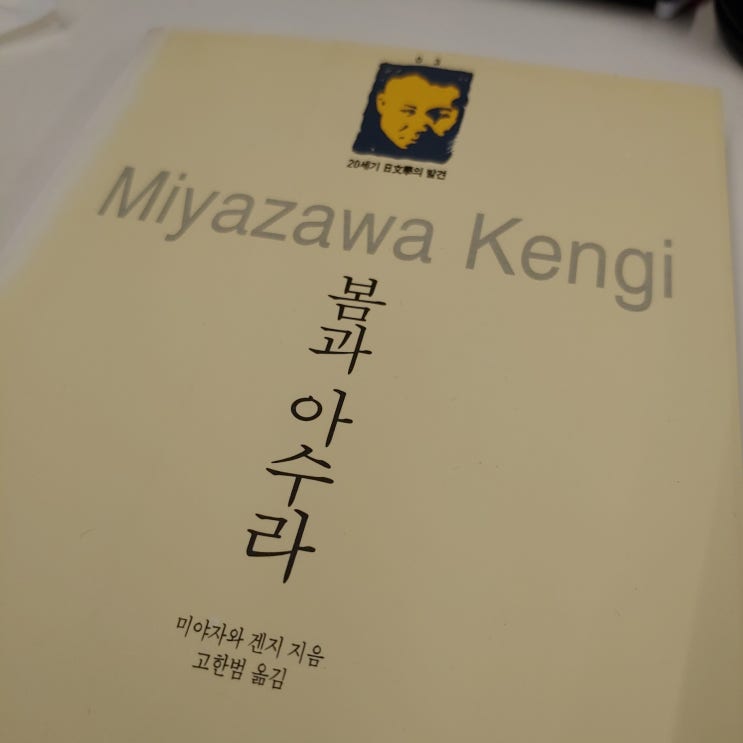 20세기 日文學의 발견
Miyazawa Kengi
봄과 아수라
미야자와 겐지 지음
고한범 옮김